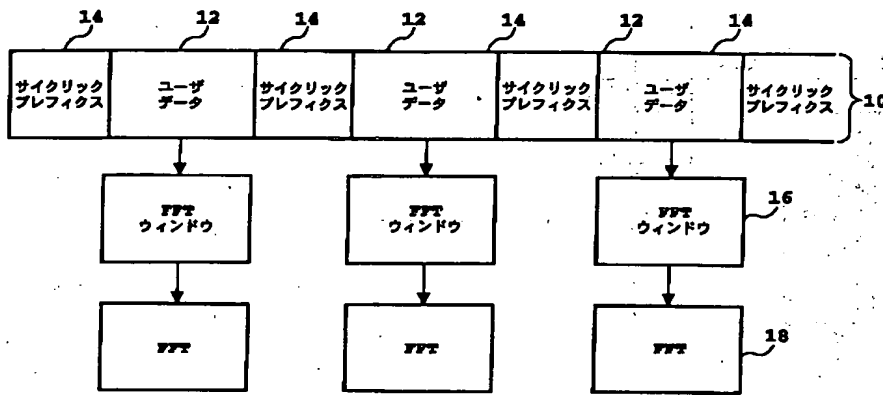 14 12 14 12 14 12 14
サイクリック
プレフィクス
ユーザ
データ
サイクリック
プレフィクス
ユーザ
データ
サイクリック
プレフィクス
ユーザ
データ
サイクリック
プレフィクス
10
FFT
ウィンドウ
FFT
ウィンドウ
FFT
ウィンドウ
16
FFT
FFT
FFT
18